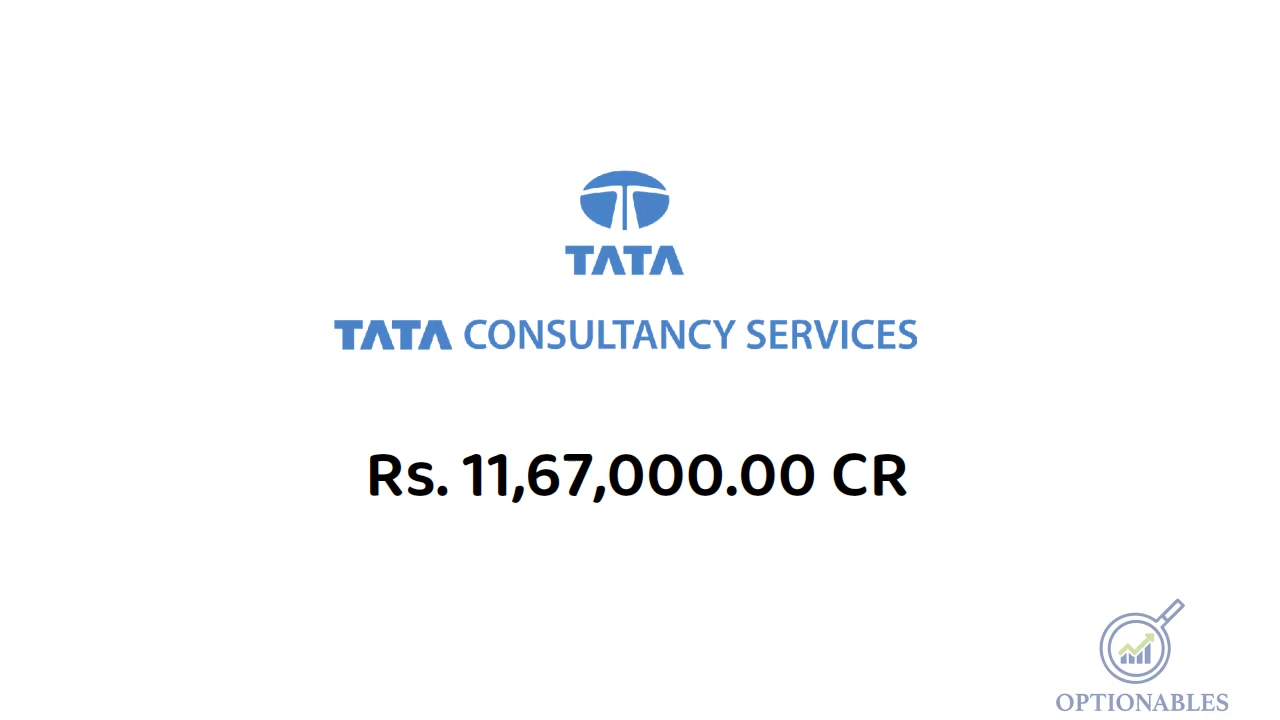 TATA
TATA CONSULTANCY SERVICES
Rs. 11,67,000.00 CR
OPTIONABLES